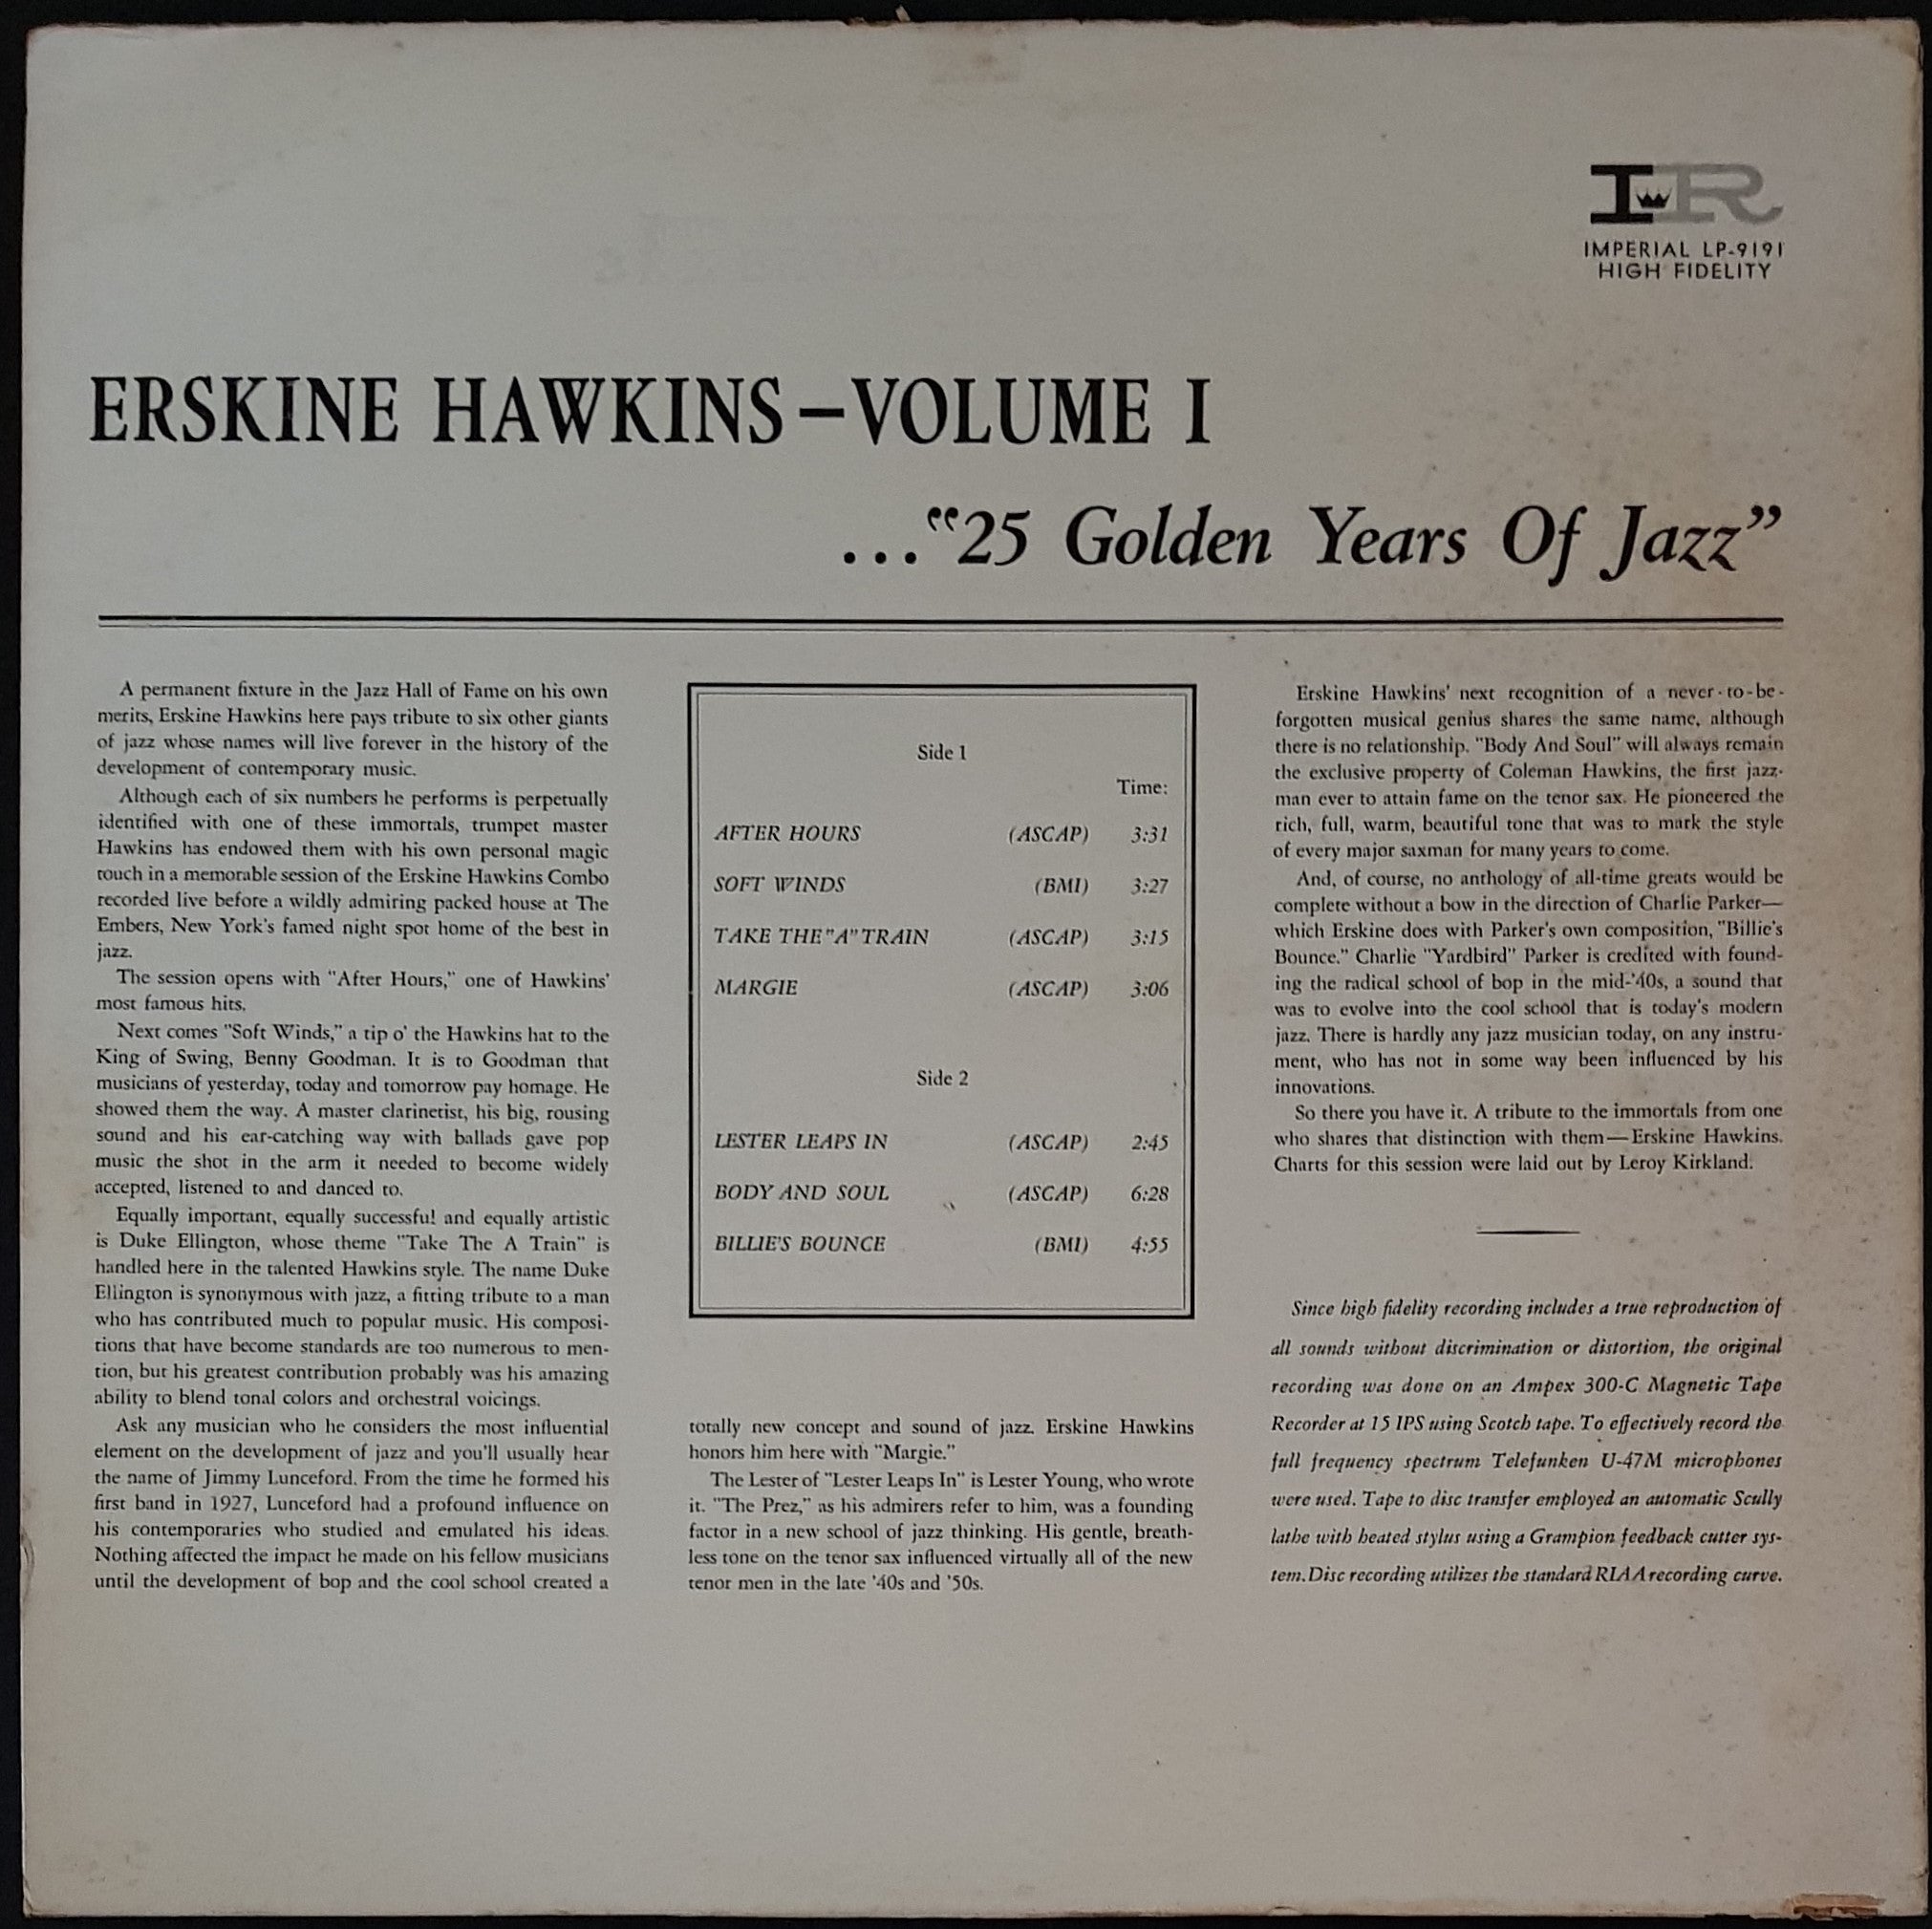 IR
IMPERIAL LP-9191
HIGH FIDELITY
ERSKINE HAWKINS—VOLUME I
..."25 Golden Years Of Jazz"
A permanent fixture in the Jazz Hall of Fame on his own
merits, Erskine Hawkins here pays tribute to six other giants
of jazz whose names will live forever in the history of the
development of contemporary music.
Although each of six numbers he performs is perpetually
identified with one of these immortals, trumpet master
Hawkins has endowed them with his own personal magic
touch in a memorable session of the Erskine Hawkins Combo
recorded live before a wildly admiring packed house at The
Embers, New York's famed night spot home of the best in
jazz.
The session opens with "After Hours," one of Hawkins'
most famous hits.
Next comes "Soft Winds," a tip o' the Hawkins hat to the
King of Swing, Benny Goodman. It is to Goodman that
musicians of yesterday, today and tomorrow pay homage. He
showed them the way. A master clarinetist, his big, rousing
sound and his ear-catching way with ballads gave pop
music the shot in the arm it needed to become widely
accepted, listened to and danced to.
Equally important, equally successful and equally artistic
is Duke Ellington, whose theme "Take The A Train" is
handled here in the talented Hawkins style. The name Duke
Ellington is synonymous with jazz, a fitting tribute to a man
who has contributed much to popular music. His composi-
tions that have become standards are too numerous to men-
tion, but his greatest contribution probably was his amazing
ability to blend tonal colors and orchestral voicings.
Ask any musician who he considers the most influential
element on the development of jazz and you'll usually hear
the name of Jimmy Lunceford. From the time he formed his
first band in 1927, Lunceford had a profound influence on
his contemporaries who studied and emulated his ideas.
Nothing affected the impact he made on his fellow musicians
until the development of bop and the cool school created a
Side 1
Time:
AFTER HOURS (ASCAP) 3:31
SOFT WINDS (BMI) 3:27
TAKE THE "A" TRAIN (ASCAP) 3:15
MARGIE (ASCAP) 3:06
Side 2
LESTER LEAPS IN (ASCAP) 2:45
BODY AND SOUL (ASCAP) 6:28
BILLIE'S BOUNCE (BMI) 4:55
totally new concept and sound of jazz. Erskine Hawkins
honors him here with "Margie."
The Lester of "Lester Leaps In" is Lester Young, who wrote
it. "The Prez," as his admirers refer to him, was a founding
factor in a new school of jazz thinking. His gentle, breath-
less tone on the tenor sax influenced virtually all of the new
tenor men in the late '40s and '50s.
Erskine Hawkins' next recognition of a never-to-be-
forgotten musical genius shares the same name, although
there is no relationship. "Body And Soul" will always remain
the exclusive property of Coleman Hawkins, the first jazz-
man ever to attain fame on the tenor sax. He pioneered the
rich, full, warm, beautiful tone that was to mark the style
of every major saxman for many years to come.
And, of course, no anthology of all-time greats would be
complete without a bow in the direction of Charlie Parker—
which Erskine does with Parker's own composition, "Billie's
Bounce." Charlie "Yardbird" Parker is credited with found-
ing the radical school of bop in the mid-'40s, a sound that
was to evolve into the cool school that is today's modern
jazz. There is hardly any jazz musician today, on any instru-
ment, who has not in some way been influenced by his
innovations.
So there you have it. A tribute to the immortals from one
who shares that distinction with them—Erskine Hawkins.
Charts for this session were laid out by Leroy Kirkland.
Since high fidelity recording includes a true reproduction of
all sounds without discrimination or distortion, the original
recording was done on an Ampex 300-C Magnetic Tape
Recorder at 15 IPS using Scotch tape. To effectively record the
full frequency spectrum Telefunken U-47M microphones
were used. Tape to disc transfer employed an automatic Scully
lathe with heated stylus using a Grampion feedback cutter sys-
tem. Disc recording utilizes the standard RIAA recording curve.